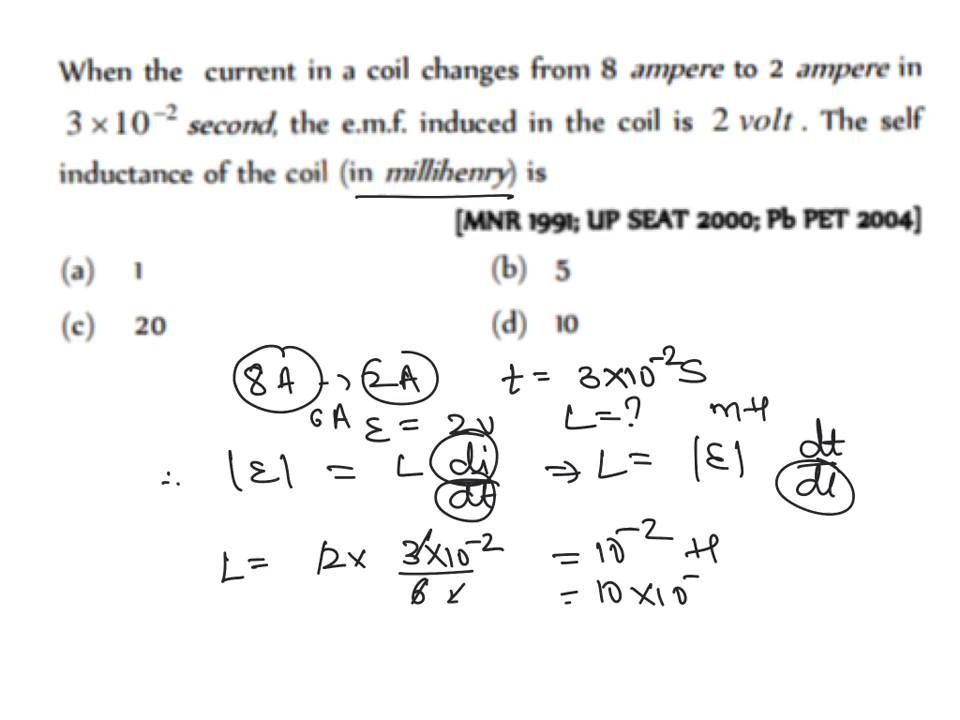 When the current in a coil changes from 8 ampere to 2 ampere in
3 × 10⁻² second, the e.m.f. induced in the coil is 2 volt. The self
inductance of the coil (in millihenry) is
[MNR 1991; UP SEAT 2000; Pb PET 2004]
(a) 1 (b) 5
(c) 20 (d) 10
8 A → 2 A t = 3×10⁻² S
6 A ε = 2 V L = ? mH
∴ |ε| = L di/dt ⇒ L = |ε| dt/di
L = 2 × 3×10⁻²/6 = 10⁻² H
= 10 × 10⁻